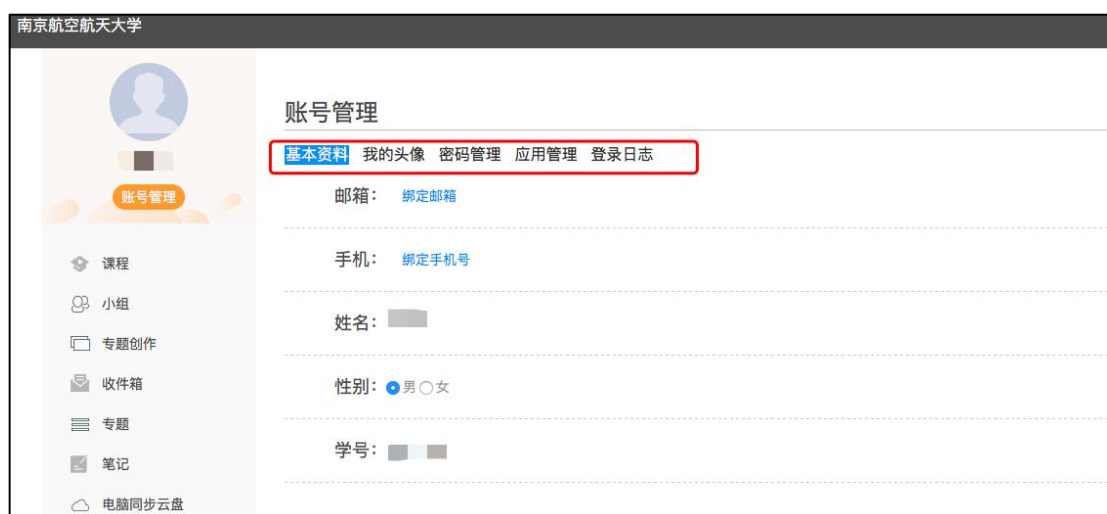 南京航空航天大学
账号管理
课程
小组
专题创作
收件箱
专题
笔记
电脑同步云盘
账号管理
基本资料 我的头像 密码管理 应用管理 登录日志
邮箱： 绑定邮箱
手机： 绑定手机号
姓名：
性别： 男 女
学号：